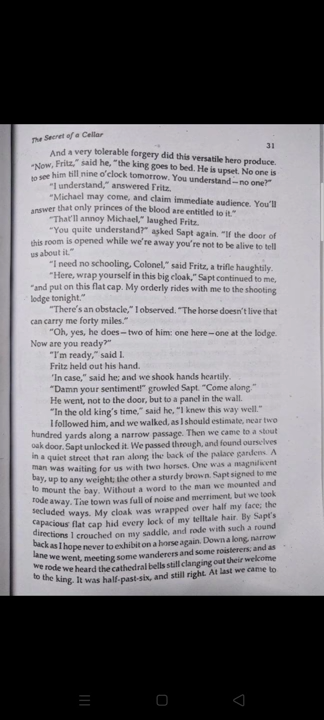 The Secret of a Cellar
31
And a very tolerable forgery did this versatile hero produce.
"Now, Fritz," said he, "the king goes to bed. He is upset. No one is
to see him till nine o'clock tomorrow. You understand—no one?"
"I understand," answered Fritz.
"Michael may come, and claim immediate audience. You'll
answer that only princes of the blood are entitled to it."
"That'll annoy Michael," laughed Fritz.
"You quite understand?" asked Sapt again. "If the door of
this room is opened while we're away you're not to be alive to tell
us about it."
"I need no schooling, Colonel," said Fritz, a trifle haughtily.
"Here, wrap yourself in this big cloak," Sapt continued to me,
"and put on this flat cap. My orderly rides with me to the shooting
lodge tonight."
"There's an obstacle," I observed. "The horse doesn't live that
can carry me forty miles."
"Oh, yes, he does—two of him: one here—one at the lodge.
Now are you ready?"
"I'm ready," said I.
Fritz held out his hand.
'In case," said he; and we shook hands heartily.
"Damn your sentiment!" growled Sapt. "Come along."
He went, not to the door, but to a panel in the wall.
"In the old king's time," said he, "I knew this way well."
I followed him, and we walked, as I should estimate, near two
hundred yards along a narrow passage. Then we came to a stout
oak door. Sapt unlocked it. We passed through, and found ourselves
in a quiet street that ran along the back of the palace gardens. A
man was waiting for us with two horses. One was a magnificent
bay, up to any weight; the other a sturdy brown. Sapt signed to me
to mount the bay. Without a word to the man we mounted and
rode away. The town was full of noise and merriment, but we took
secluded ways. My cloak was wrapped over half my face; the
capacious flat cap hid every lock of my telltale hair. By Sapt's
directions I crouched on my saddle, and rode with such a round
back as I hope never to exhibit on a horse again. Down a long, narrow
lane we went, meeting some wanderers and some roisterers; and as
we rode we heard the cathedral bells still clanging out their welcome
to the king. It was half-past-six, and still right. At last we came to